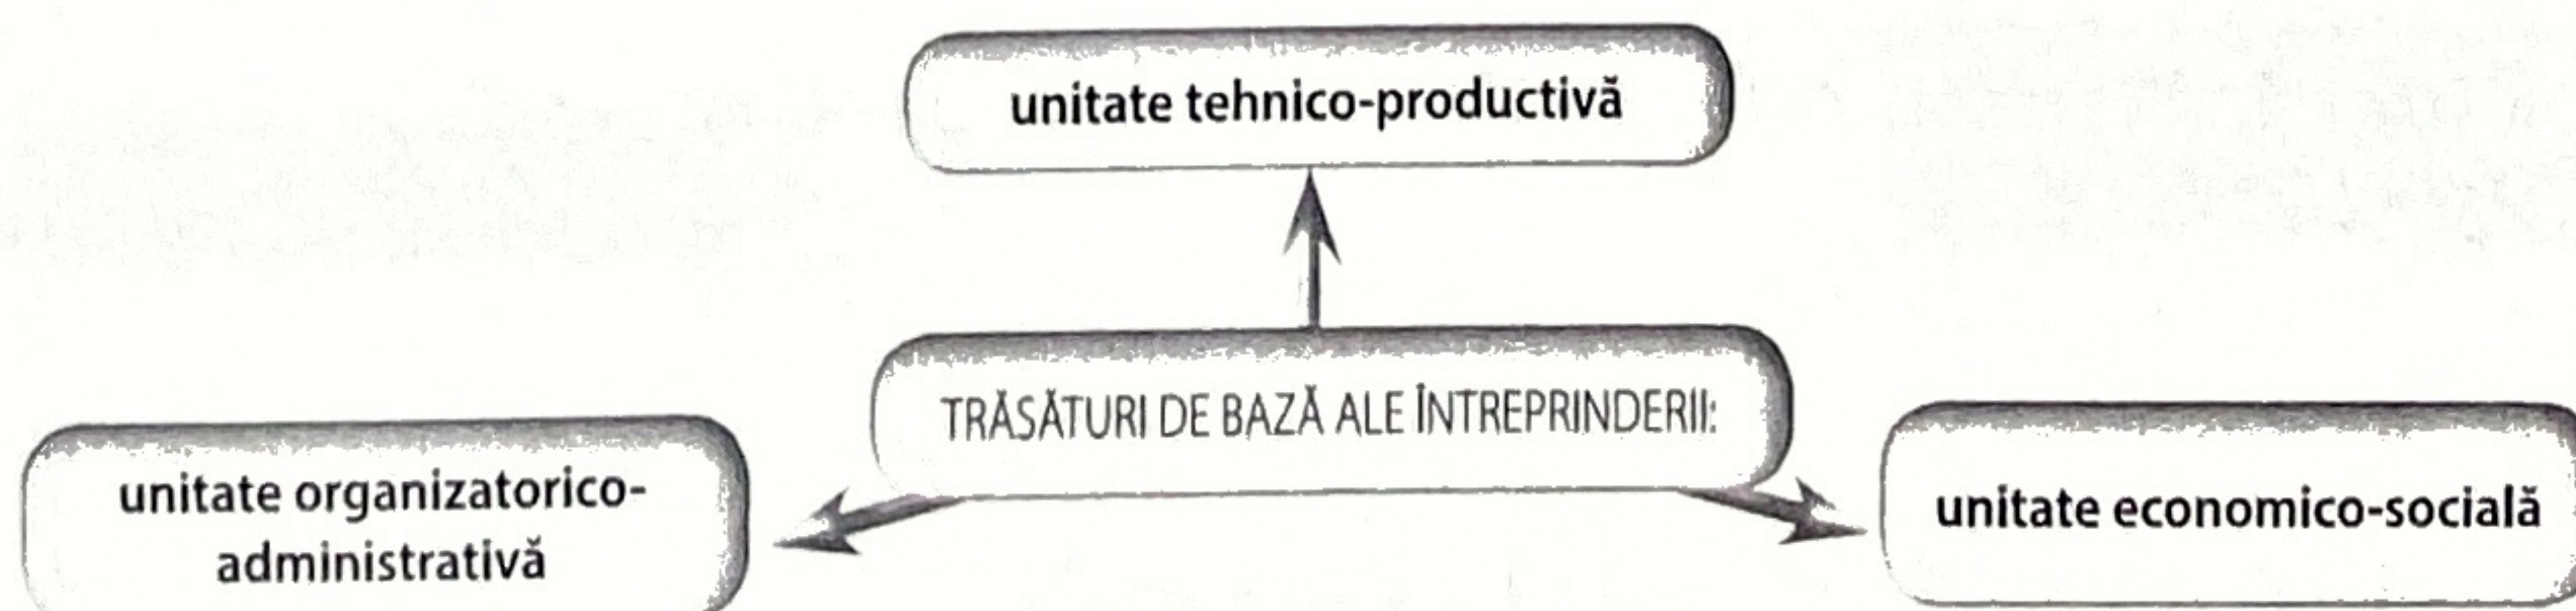 unitate tehnico-productivă
TRĂSĂTURI DE BAZĂ ALE ÎNTREPRINDERII:
unitate organizatorico-
administrativă
unitate economico-socială